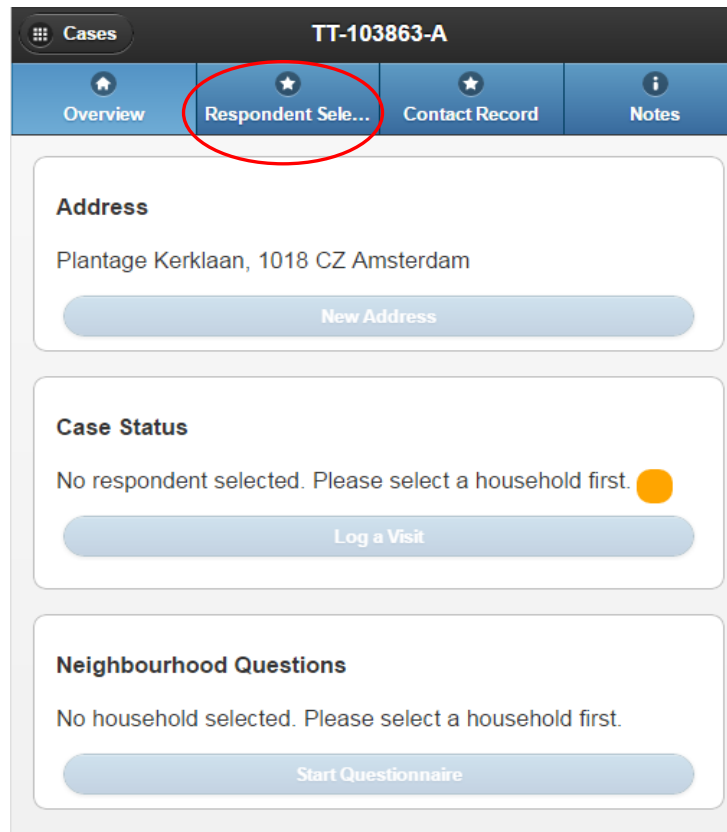 Cases
TT-103863-A
Overview
Respondent Sele...
Contact Record
Notes
Address
Plantage Kerklaan, 1018 CZ Amsterdam
New Address
Case Status
No respondent selected. Please select a household first.
Log a Visit
Neighbourhood Questions
No household selected. Please select a household first.
Start Questionnaire